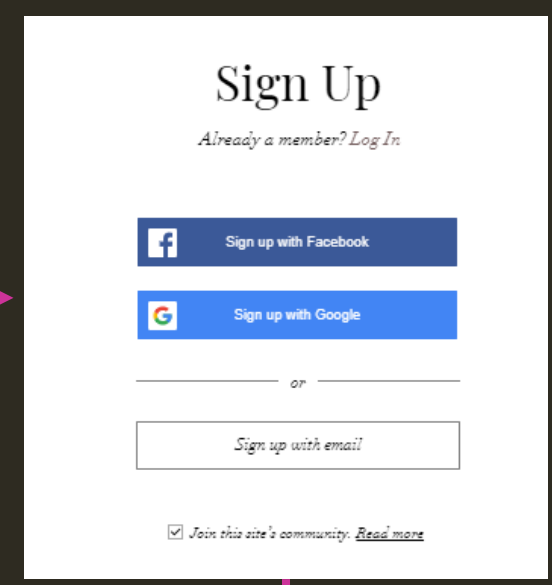 Sign Up
Already a member? Log In
Sign up with Facebook
Sign up with Google
or
Sign up with email
Join this site's community. Read more